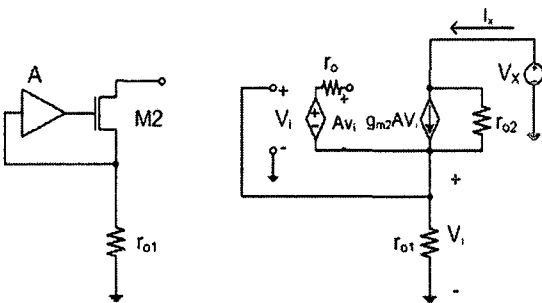 A
M2
r_o1
I_x
V_x
r_o
+
+
V_i
+
-
Av_i
g_m2AV_i
r_o2
-
+
-
+
r_o1
V_i
-